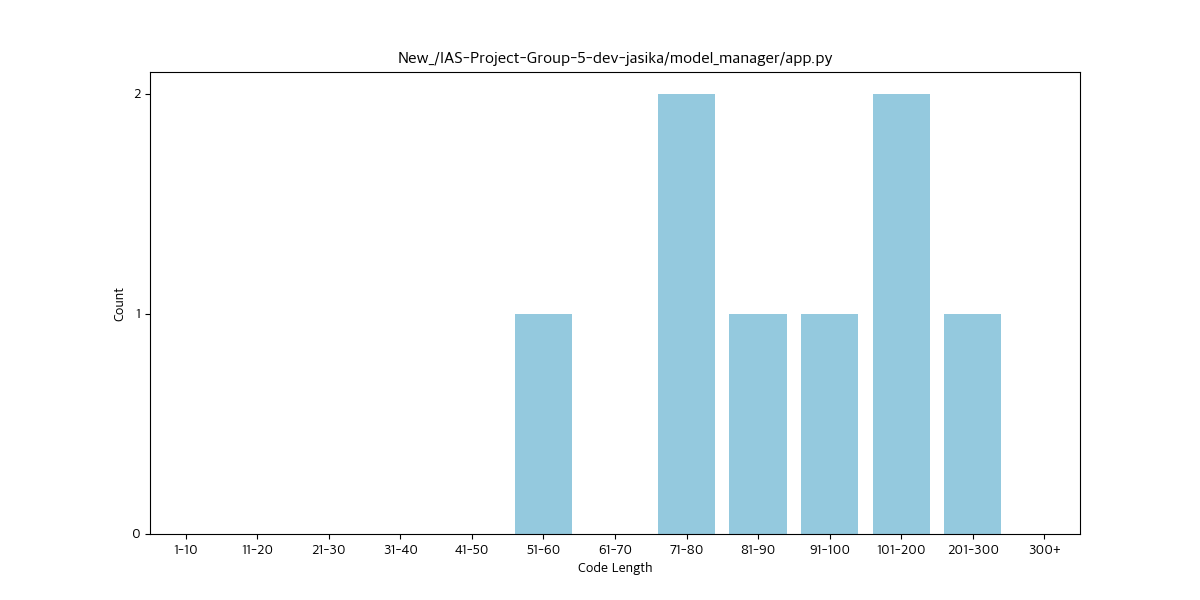 New_/IAS-Project-Group-5-dev-jasika/model_manager/app.py
Count
2
1
0
1-10 11-20 21-30 31-40 41-50 51-60 61-70 71-80 81-90 91-100 101-200 201-300 300+
Code Length